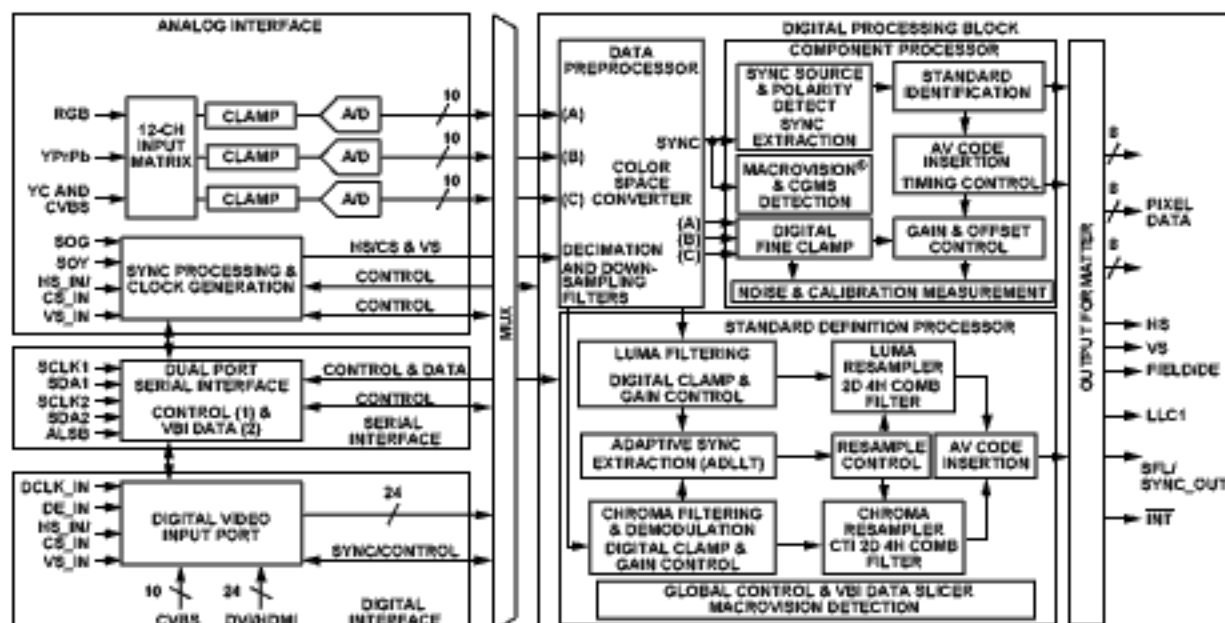 ANALOG INTERFACE
RGB
YPrPb
YC AND
CVBS
12-CH
INPUT
MATRIX
CLAMP
A/D
10
CLAMP
A/D
10
CLAMP
A/D
10
SOG
SOY
HS_IN/
CS_IN
VS_IN
SYNC PROCESSING &
CLOCK GENERATION
HS/CS & VS
CONTROL
CONTROL
SCLK1
SDA1
SCLK2
SDA2
ALSB
DUAL PORT
SERIAL INTERFACE
CONTROL (1) &
VBI DATA (2)
CONTROL & DATA
CONTROL
SERIAL
INTERFACE
DCLK_IN
DE_IN
HS_IN/
CS_IN
VS_IN
DIGITAL VIDEO
INPUT PORT
24
SYNC/CONTROL
10
24
CVBS
DVI/HDMI
DIGITAL
INTERFACE
MUX
DIGITAL PROCESSING BLOCK
DATA
PREPROCESSOR
(A)
(B)
(C)
SYNC
COLOR
SPACE
CONVERTER
(A)
(B)
(C)
DECIMATION
AND DOWN-
SAMPLING
FILTERS
COMPONENT PROCESSOR
SYNC SOURCE
& POLARITY
DETECT
SYNC
EXTRACTION
STANDARD
IDENTIFICATION
MACROVISION®
& CGMS
DETECTION
AV CODE
INSERTION
TIMING CONTROL
DIGITAL
FINE CLAMP
GAIN & OFFSET
CONTROL
NOISE & CALIBRATION MEASUREMENT
STANDARD DEFINITION PROCESSOR
LUMA FILTERING
DIGITAL CLAMP &
GAIN CONTROL
LUMA
RESAMPLER
2D 4H COMB
FILTER
ADAPTIVE SYNC
EXTRACTION (ADLLT)
RESAMPLE
CONTROL
AV CODE
INSERTION
CHROMA FILTERING
& DEMODULATION
DIGITAL CLAMP &
GAIN CONTROL
CHROMA
RESAMPLER
CTI 2D 4H COMB
FILTER
GLOBAL CONTROL & VBI DATA SLICER
MACROVISION DETECTION
OUTPUT FORMATTER
8
8
8
PIXEL
DATA
HS
VS
FIELD/DE
LLC1
SFL/
SYNC_OUT
INT